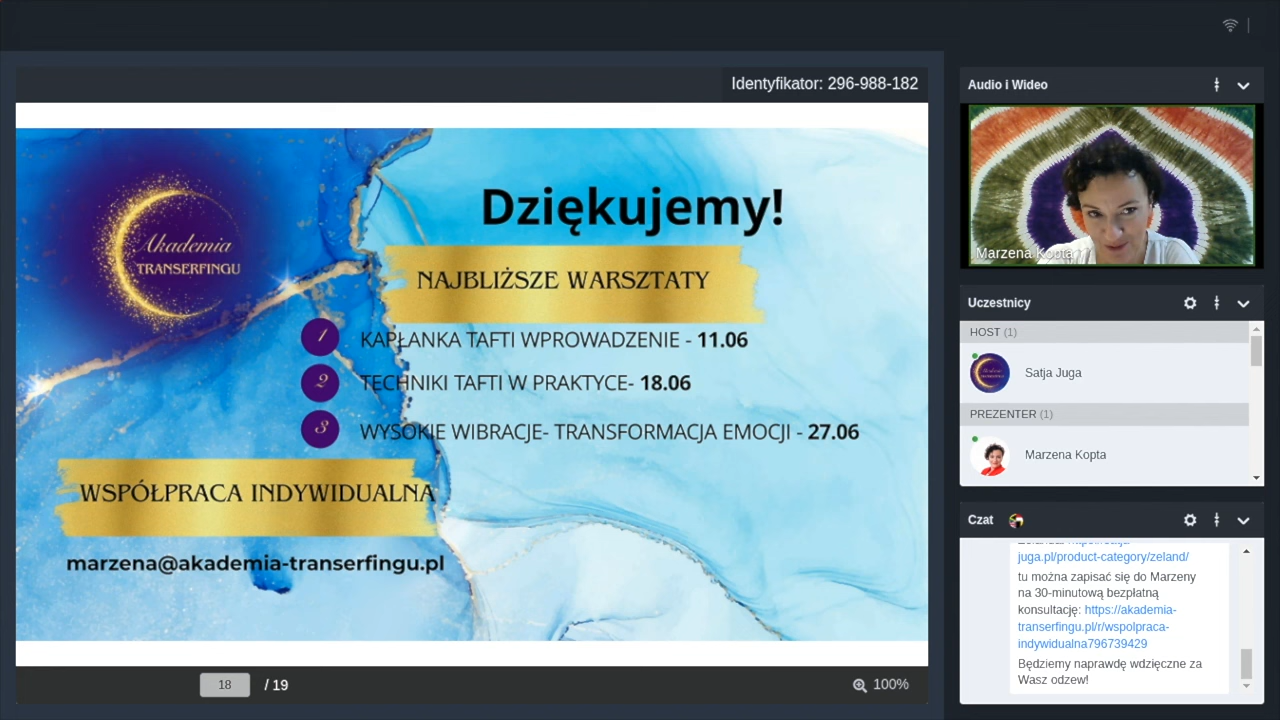 Identyfikator: 296-988-182
Akademia
TRANSERFINGU
Dziękujemy!
NAJBLIŻSZE WARSZTATY
1 KAPŁANKA TAFTI WPROWADZENIE - 11.06
2 TECHNIKI TAFTI W PRAKTYCE- 18.06
3 WYSOKIE WIBRACJE- TRANSFORMACJA EMOCJI - 27.06
WSPÓŁPRACA INDYWIDUALNA
marzena@akademia-transerfingu.pl
18 / 19
100%
Audio i Wideo
Marzena Kopta
Uczestnicy
HOST (1)
Satja Juga
PREZENTER (1)
Marzena Kopta
Czat
juga.pl/product-category/zeland/
tu można zapisać się do Marzeny
na 30-minutową bezpłatną
konsultację: https://akademia-
transerfingu.pl/r/wspolpraca-
indywidualna796739429
Będziemy naprawdę wdzięczne za
Wasz odzew!